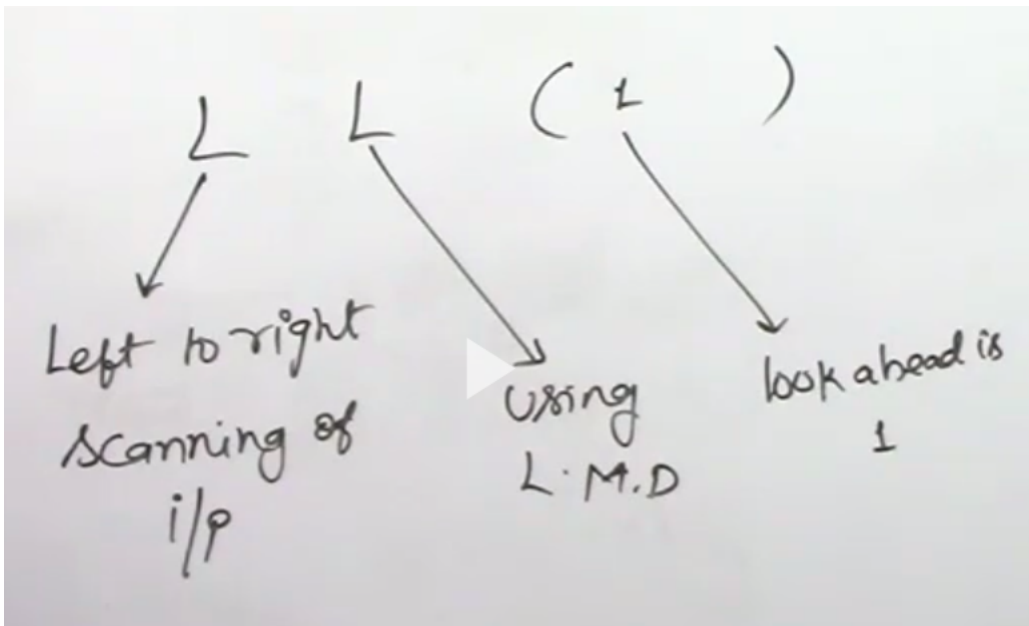 L L ( 1 )
Left to right
scanning of
i/p
using
L.M.D
look ahead is
1